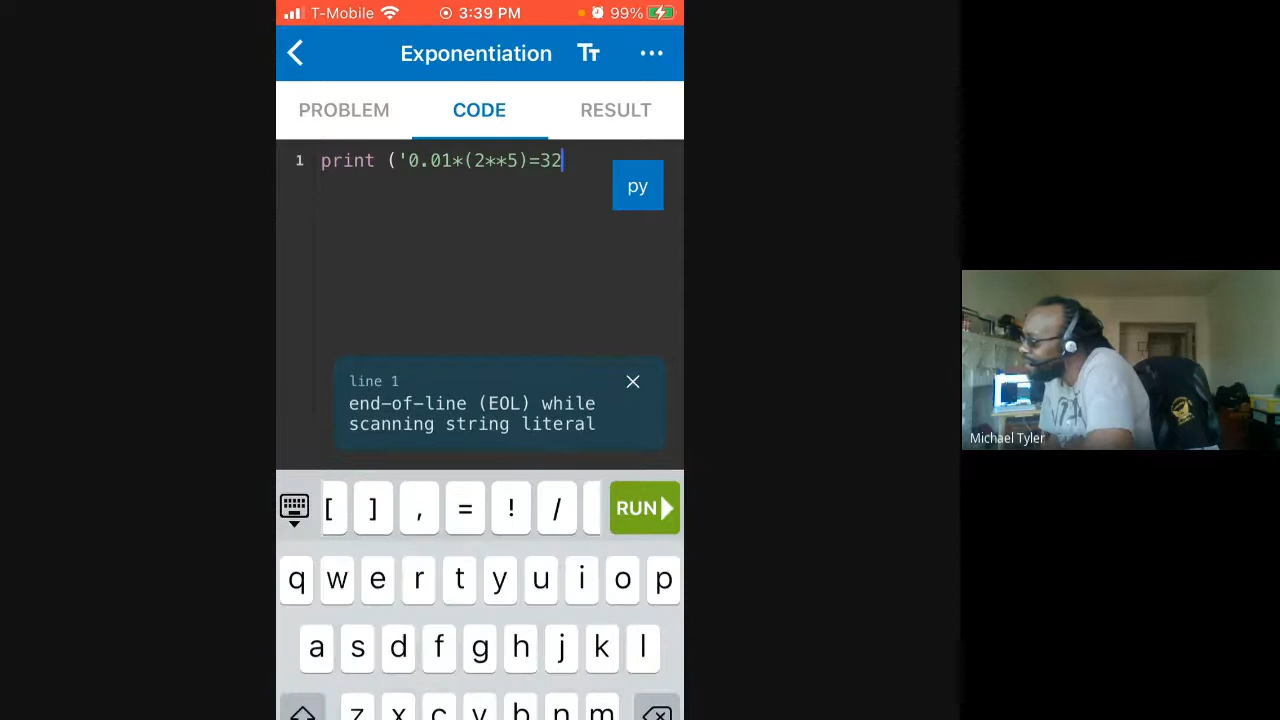 T-Mobile 3:39 PM 99%
Exponentiation TT ...
PROBLEM CODE RESULT
1 print ('0.01*(2**5)=32
py
line 1
end-of-line (EOL) while
scanning string literal
[ ] , = ! / RUN
q w e r t y u i o p
a s d f g h j k l
z x c v b n m
Michael Tyler